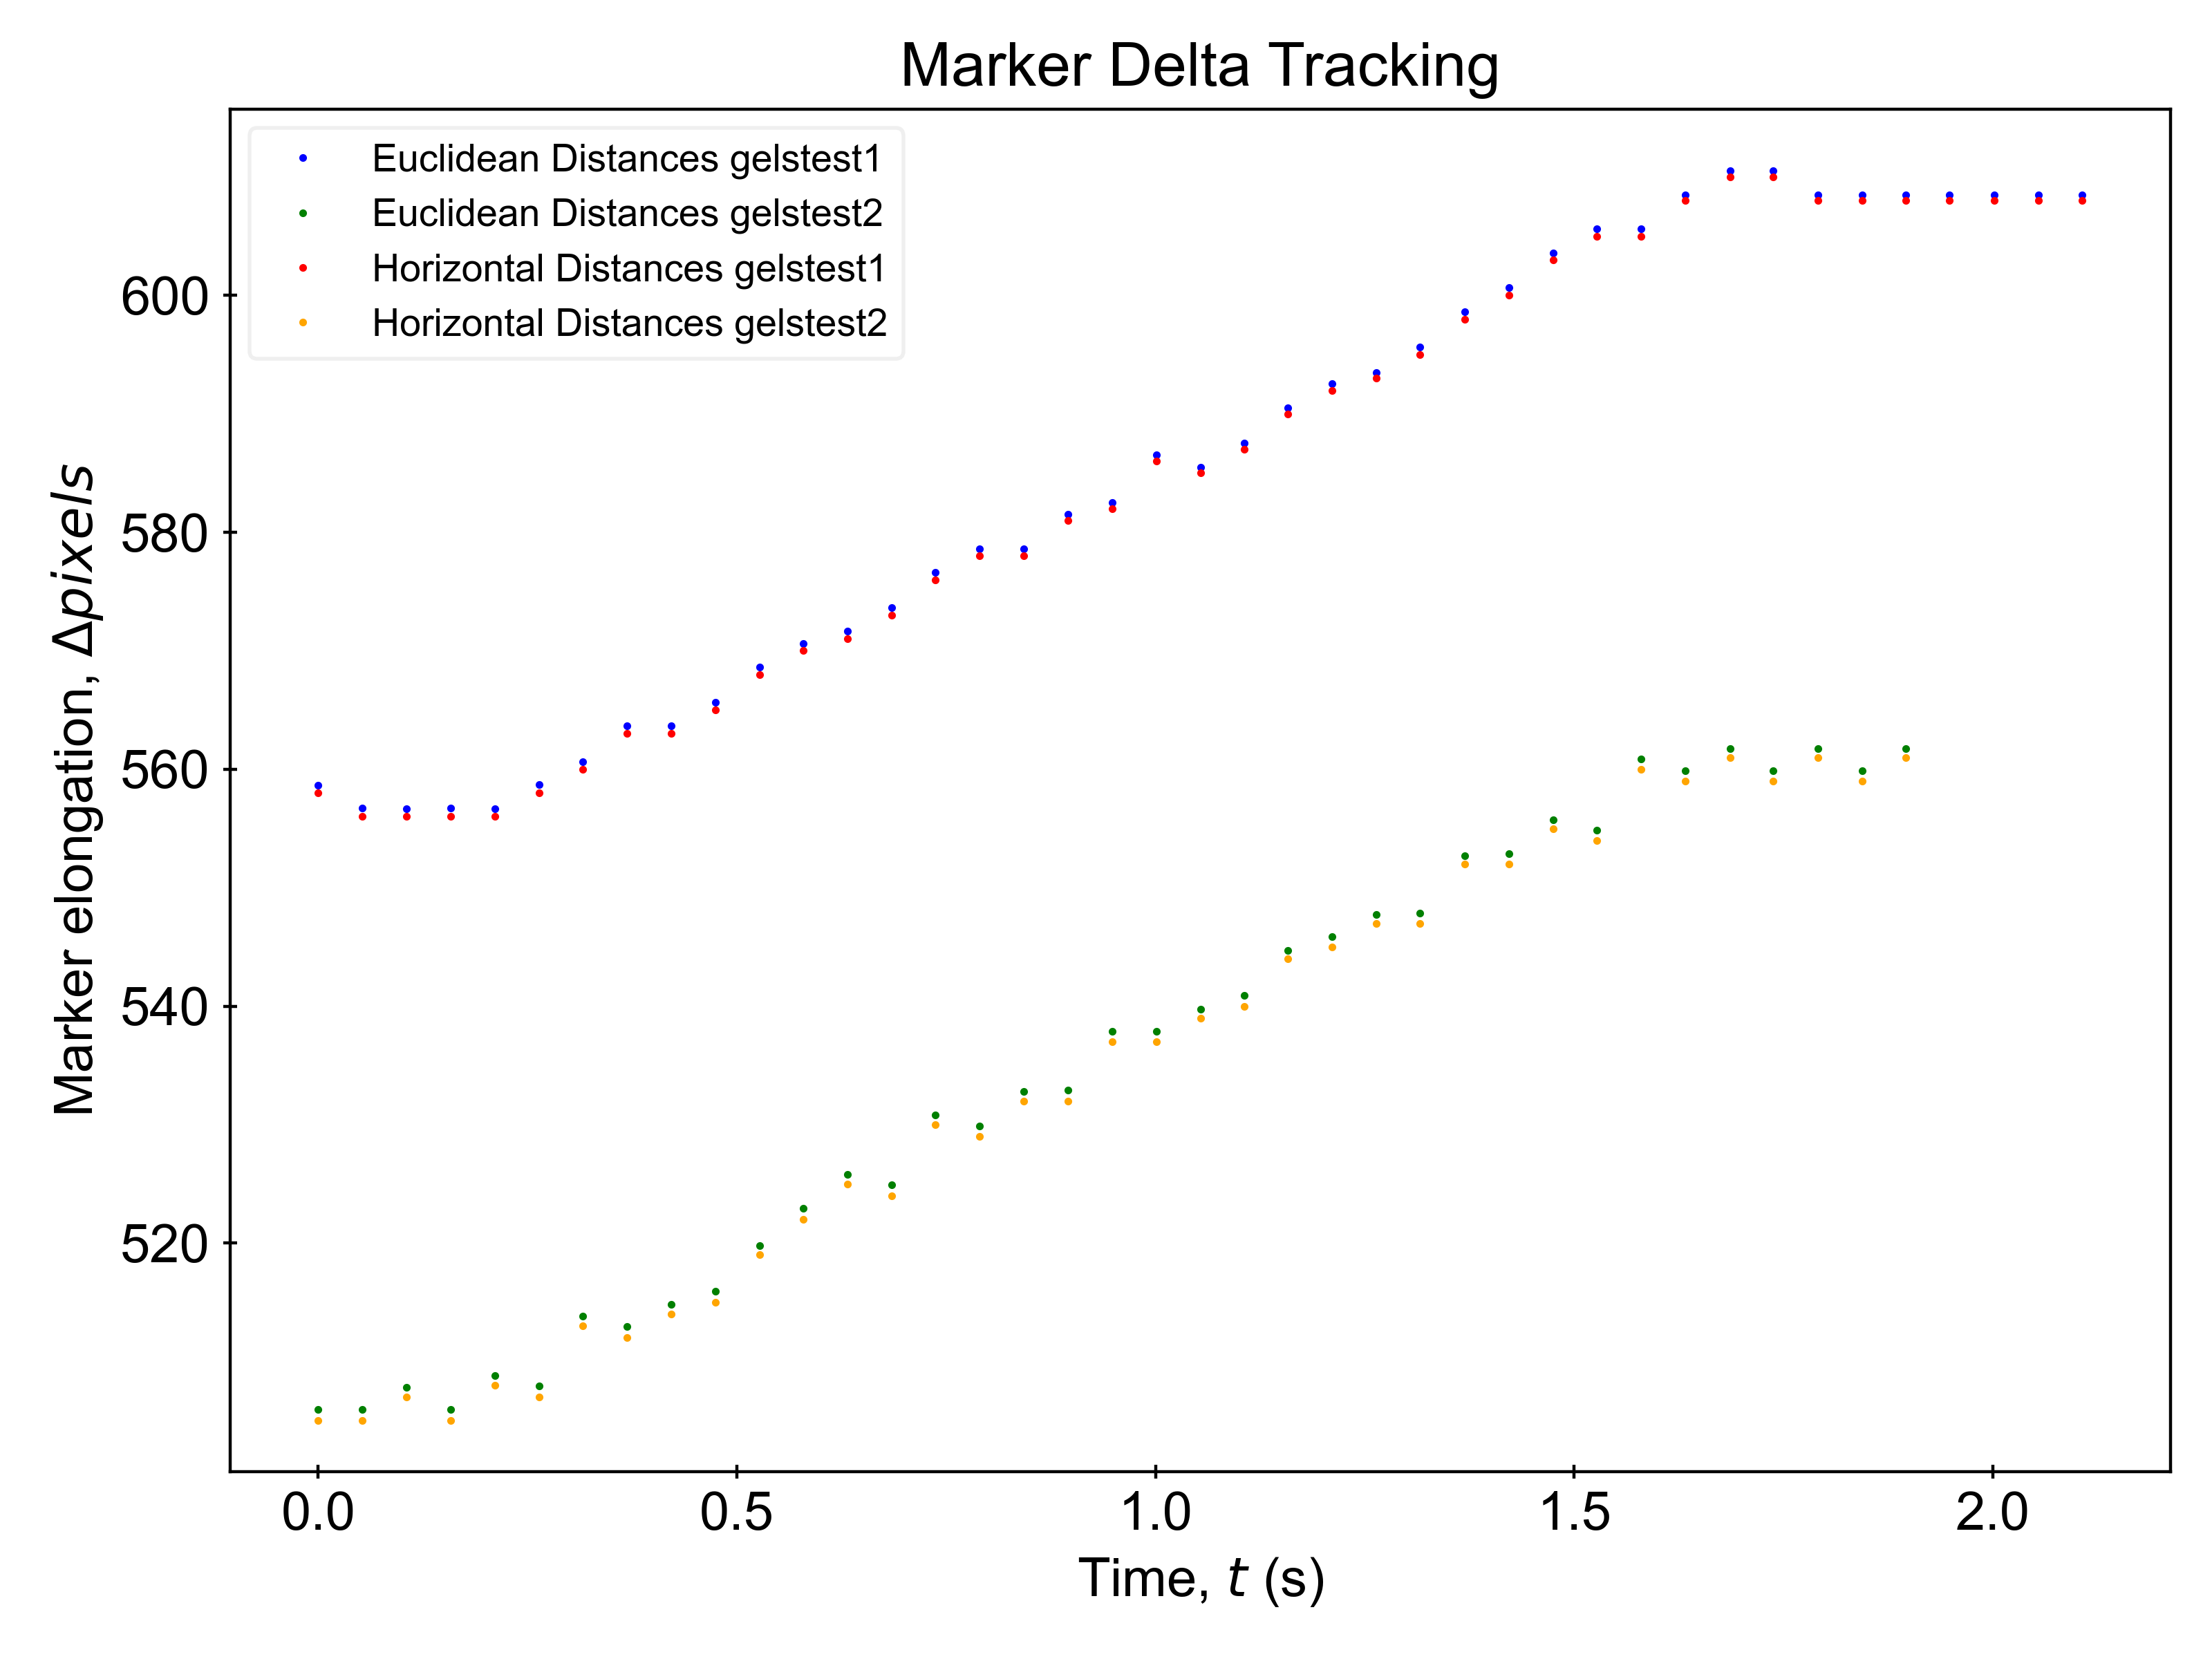 Marker Delta Tracking
Euclidean Distances gelstest1
Euclidean Distances gelstest2
Horizontal Distances gelstest1
Horizontal Distances gelstest2
Marker elongation, Δpixels
600
580
560
540
520
0.0 0.5 1.0 1.5 2.0
Time, t (s)